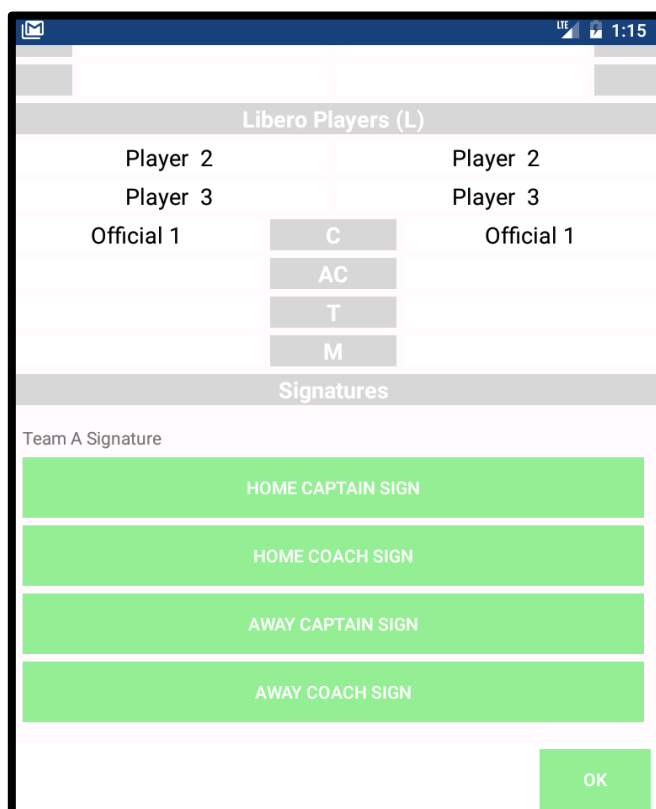 LTE 1:15
Libero Players (L)
Player 2 Player 2
Player 3 Player 3
Official 1 C Official 1
AC
T
M
Signatures
Team A Signature
HOME CAPTAIN SIGN
HOME COACH SIGN
AWAY CAPTAIN SIGN
AWAY COACH SIGN
OK